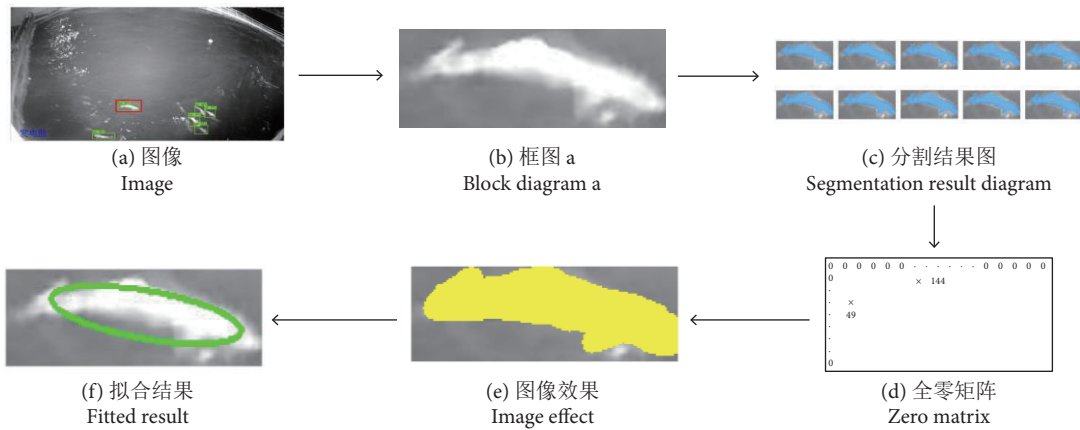 (a) 图像
Image
(b) 框图 a
Block diagram a
(c) 分割结果图
Segmentation result diagram
0 0 0 0 0 0 · · · · · · 0 0 0 0 0
0
× 144
×
49
0
(d) 全零矩阵
Zero matrix
(e) 图像效果
Image effect
(f) 拟合结果
Fitted result